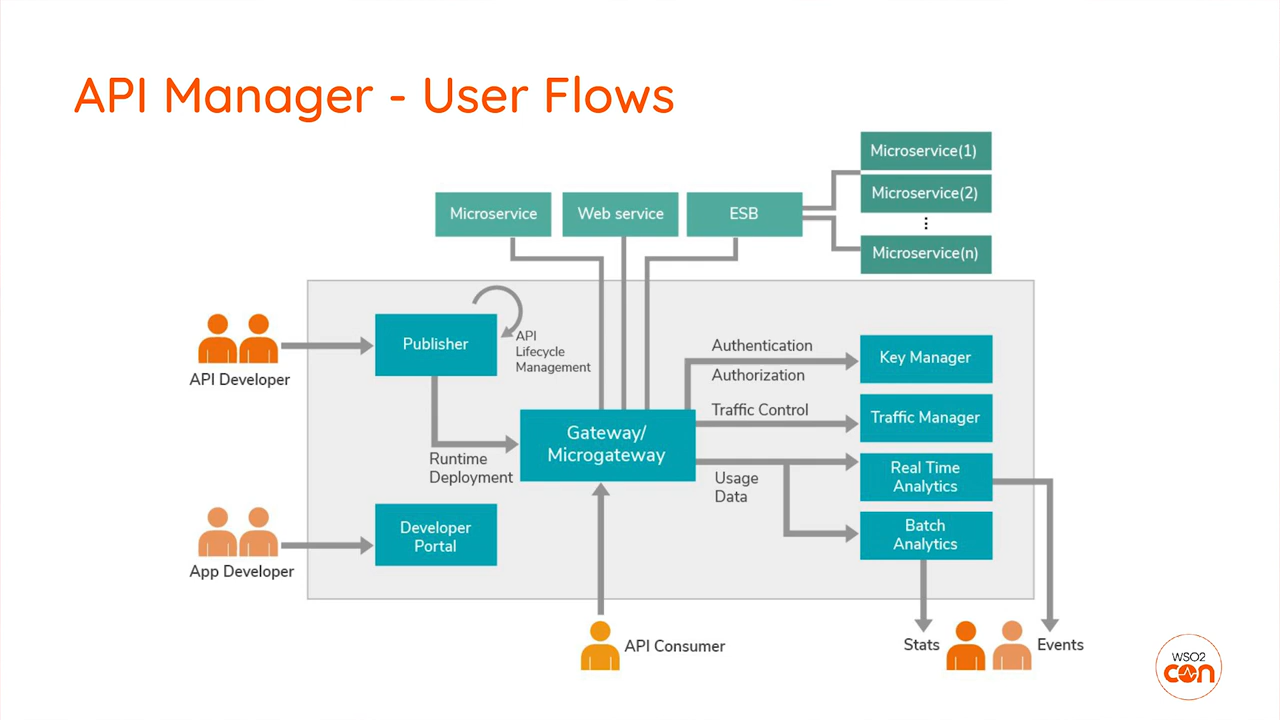 API Manager - User Flows
Microservice(1)
Microservice(2)
⋮
Microservice(n)
Microservice
Web service
ESB
Publisher
API
Lifecycle
Management
API Developer
Authentication
Authorization
Key Manager
Traffic Control
Traffic Manager
Gateway/
Microgateway
Runtime
Deployment
Usage
Data
Real Time
Analytics
Batch
Analytics
Developer
Portal
App Developer
API Consumer
Stats
Events
WSO2
con